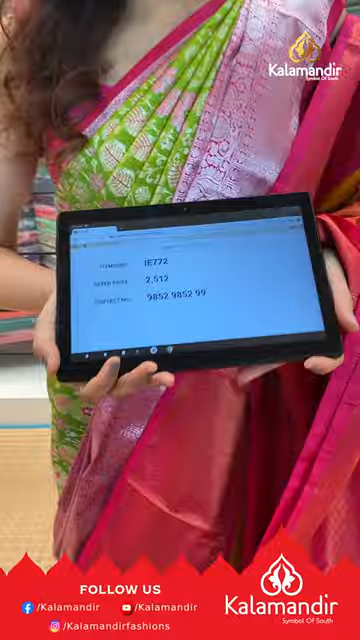 Kalamandir
Symbol Of South
IE772
2,512
9852 9852 99
FOLLOW US
/Kalamandir
/Kalamandir
/Kalamandirfashions
Kalamandir
Symbol Of South